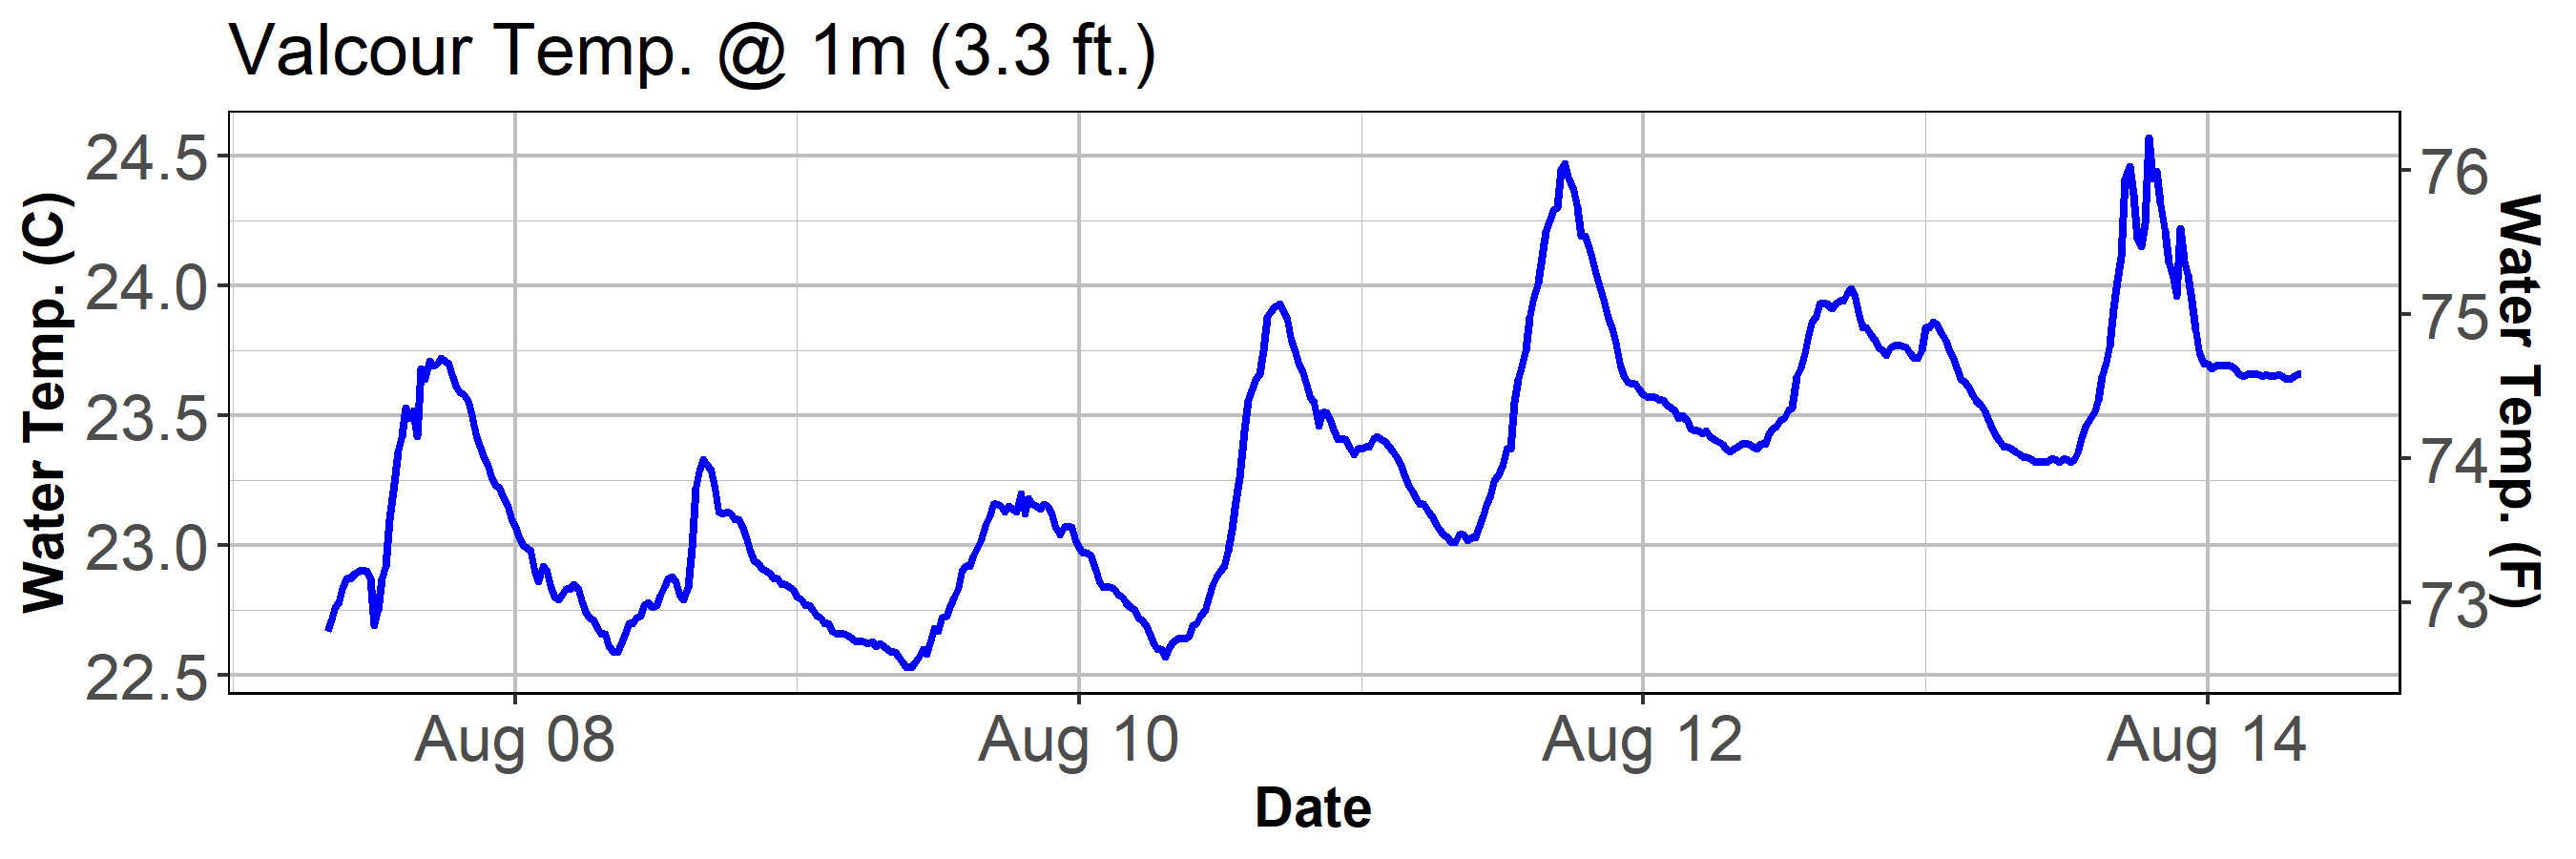 Valcour Temp. @ 1m (3.3 ft.)
Water Temp. (C)
24.5
24.0
23.5
23.0
22.5
76
75
74
73
Water Temp. (F)
Aug 08
Aug 10
Aug 12
Aug 14
Date